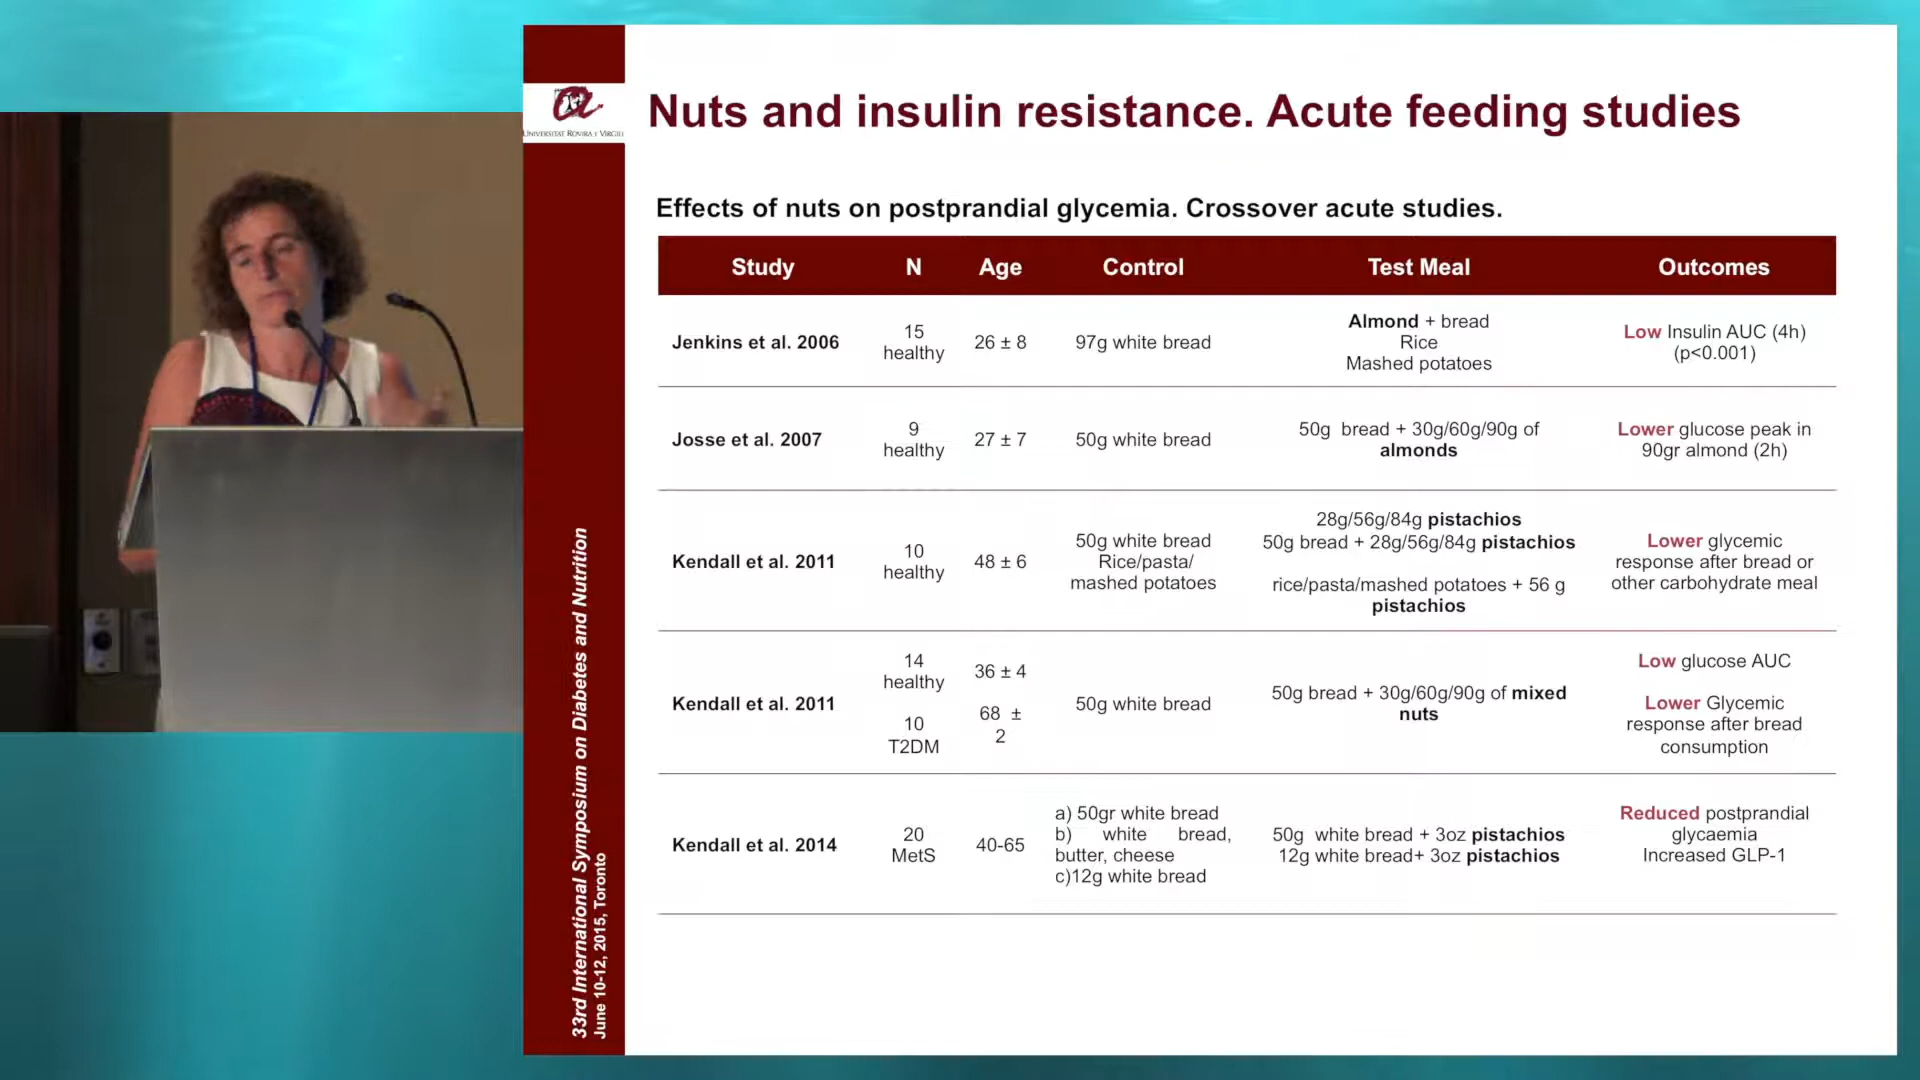 UNIVERSITAT ROVIRA I VIRGILI
Nuts and insulin resistance. Acute feeding studies
Effects of nuts on postprandial glycemia. Crossover acute studies.
Study N Age Control Test Meal Outcomes
Jenkins et al. 2006
15
healthy
26 ± 8
97g white bread
Almond + bread
Rice
Mashed potatoes
Low Insulin AUC (4h)
(p<0.001)
Josse et al. 2007
9
healthy
27 ± 7
50g white bread
50g bread + 30g/60g/90g of
almonds
Lower glucose peak in
90gr almond (2h)
Kendall et al. 2011
10
healthy
48 ± 6
50g white bread
Rice/pasta/
mashed potatoes
28g/56g/84g pistachios
50g bread + 28g/56g/84g pistachios
rice/pasta/mashed potatoes + 56 g
pistachios
Lower glycemic
response after bread or
other carbohydrate meal
Kendall et al. 2011
14
healthy
10
T2DM
36 ± 4
68 ±
2
50g white bread
50g bread + 30g/60g/90g of mixed
nuts
Low glucose AUC
Lower Glycemic
response after bread
consumption
Kendall et al. 2014
20
MetS
40-65
a) 50gr white bread
b) white bread,
butter, cheese
c)12g white bread
50g white bread + 3oz pistachios
12g white bread+ 3oz pistachios
Reduced postprandial
glycaemia
Increased GLP-1
33rd International Symposium on Diabetes and Nutrition
June 10-12, 2015, Toronto